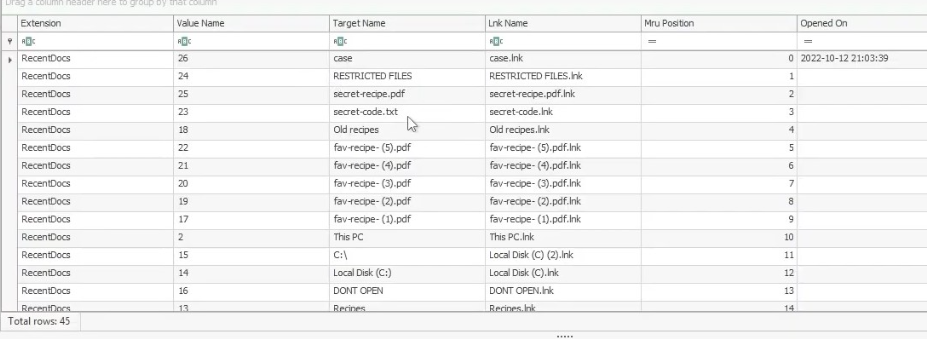 Drag a column header here to group by that column
Extension Value Name Target Name Lnk Name Mru Position Opened On
= =
RecentDocs 26 case case.lnk 0 2022-10-12 21:03:39
RecentDocs 24 RESTRICTED FILES RESTRICTED FILES.lnk 1
RecentDocs 25 secret-recipe.pdf secret-recipe.pdf.lnk 2
RecentDocs 23 secret-code.txt secret-code.lnk 3
RecentDocs 18 Old recipes Old recipes.lnk 4
RecentDocs 22 fav-recipe- (5).pdf fav-recipe- (5).pdf.lnk 5
RecentDocs 21 fav-recipe- (4).pdf fav-recipe- (4).pdf.lnk 6
RecentDocs 20 fav-recipe- (3).pdf fav-recipe- (3).pdf.lnk 7
RecentDocs 19 fav-recipe- (2).pdf fav-recipe- (2).pdf.lnk 8
RecentDocs 17 fav-recipe- (1).pdf fav-recipe- (1).pdf.lnk 9
RecentDocs 2 This PC This PC.lnk 10
RecentDocs 15 C:\ Local Disk (C) (2).lnk 11
RecentDocs 14 Local Disk (C:) Local Disk (C).lnk 12
RecentDocs 16 DONT OPEN DONT OPEN.lnk 13
RecentDocs 13 Recipes Recipes.lnk 14
Total rows: 45